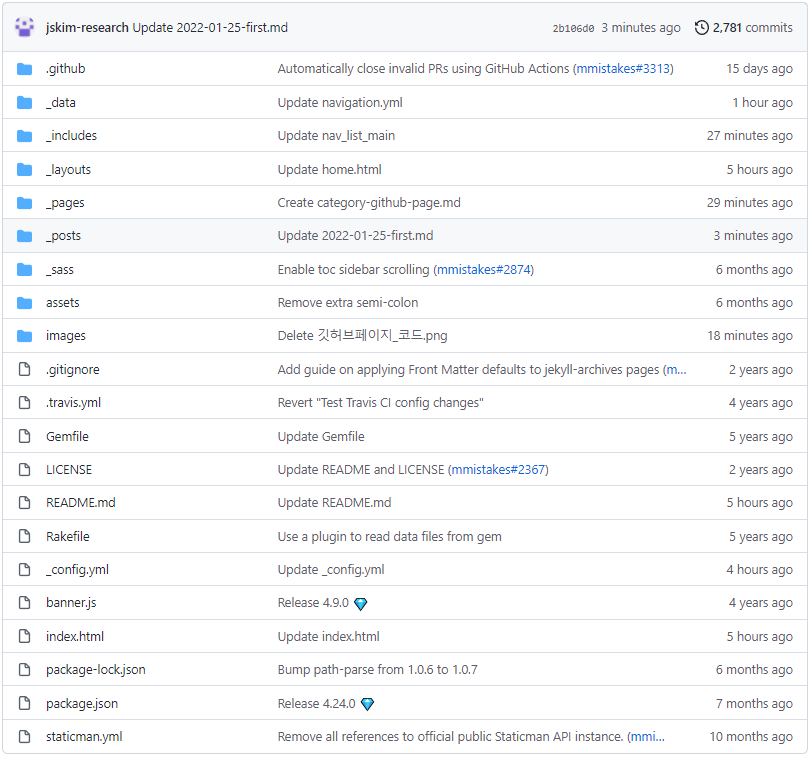 jskim-research Update 2022-01-25-first.md 2b106d0 3 minutes ago 2,781 commits
.github Automatically close invalid PRs using GitHub Actions (mmistakes#3313) 15 days ago
_data Update navigation.yml 1 hour ago
_includes Update nav_list_main 27 minutes ago
_layouts Update home.html 5 hours ago
_pages Create category-github-page.md 29 minutes ago
_posts Update 2022-01-25-first.md 3 minutes ago
_sass Enable toc sidebar scrolling (mmistakes#2874) 6 months ago
assets Remove extra semi-colon 6 months ago
images Delete 깃허브페이지_코드.png 18 minutes ago
.gitignore Add guide on applying Front Matter defaults to jekyll-archives pages (m... 2 years ago
.travis.yml Revert "Test Travis CI config changes" 4 years ago
Gemfile Update Gemfile 5 years ago
LICENSE Update README and LICENSE (mmistakes#2367) 2 years ago
README.md Update README.md 5 hours ago
Rakefile Use a plugin to read data files from gem 5 years ago
_config.yml Update _config.yml 4 hours ago
banner.js Release 4.9.0 💎 4 years ago
index.html Update index.html 5 hours ago
package-lock.json Bump path-parse from 1.0.6 to 1.0.7 6 months ago
package.json Release 4.24.0 💎 7 months ago
staticman.yml Remove all references to official public Staticman API instance. (mmi... 10 months ago